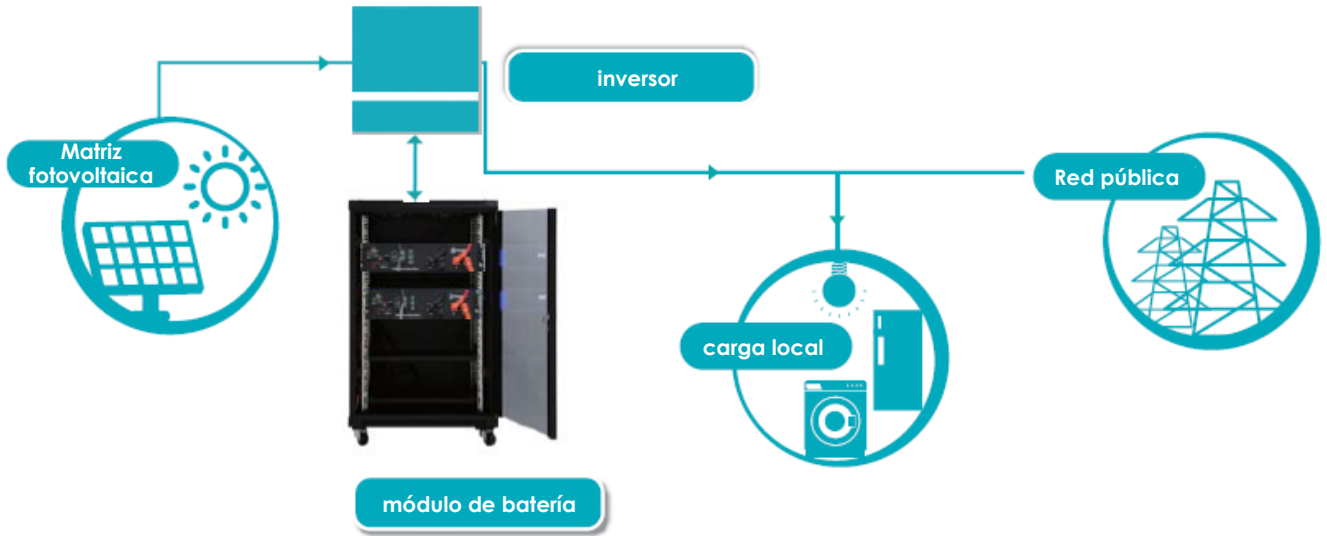 inversor
Matriz
fotovoltaica
Red pública
carga local
módulo de batería